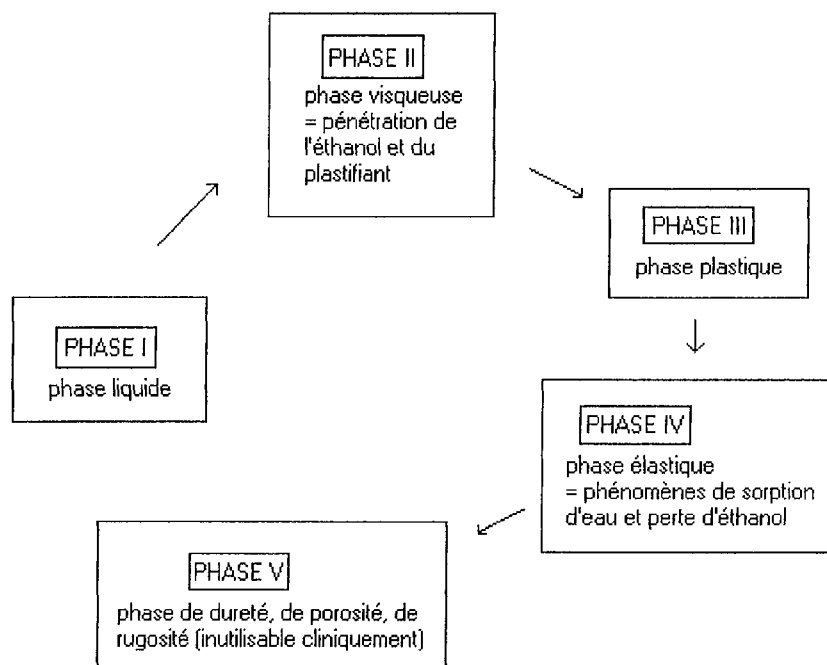 PHASE I
phase liquide
PHASE II
phase visqueuse
= pénétration de
l'éthanol et du
plastifiant
PHASE III
phase plastique
PHASE IV
phase élastique
= phénomènes de sorption
d'eau et perte d'éthanol
PHASE V
phase de dureté, de porosité, de
rugosité (inutilisable cliniquement)